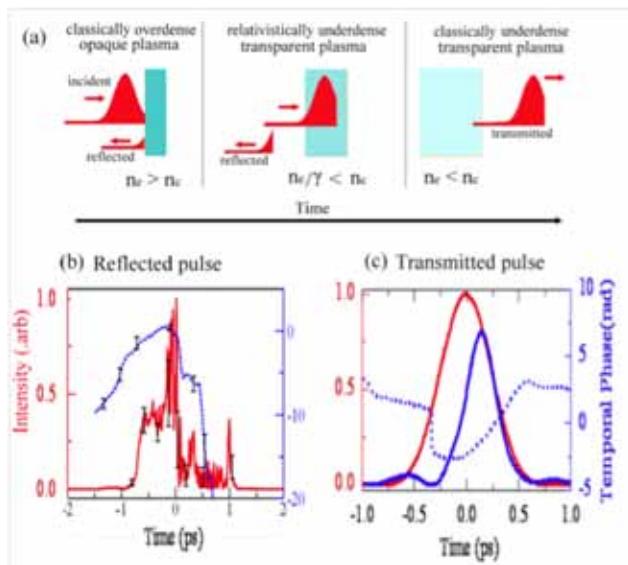 (a)
classically overdense
opaque plasma
relativistically underdense
transparent plasma
classically underdense
transparent plasma
incident
reflected
reflected
transmitted
nₑ > n꜀
nₑ/γ < n꜀
nₑ < n꜀
Time
(b) Reflected pulse
Intensity (.arb)
1.0
0.5
0.0
0
-10
-20
-2 -1 0 1 2
Time (ps)
(c) Transmitted pulse
1.0
0.5
0.0
10
5
0
-5
Temporal Phase(rad)
-1.0 -0.5 0.0 0.5 1.0
Time (ps)